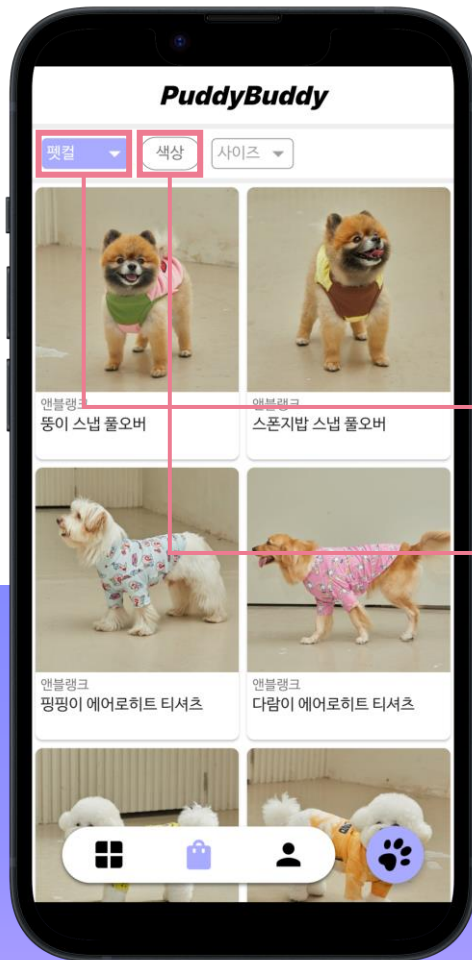 PuddyBuddy
펫컬
색상
사이즈
앤블랭크
뚱이 스냅 풀오버
앤블랭크
스폰지밥 스냅 풀오버
앤블랭크
핑핑이 에어로히트 티셔츠
앤블랭크
다람이 에어로히트 티셔츠